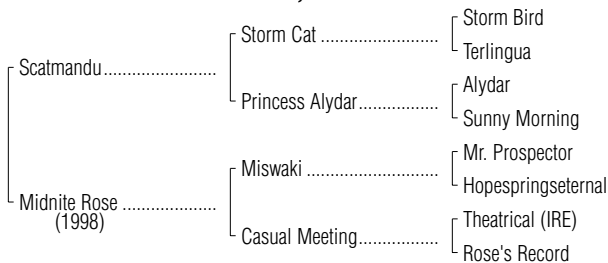 Storm Bird
Storm Cat
Terlingua
Scatmandu
Alydar
Princess Alydar
Sunny Morning
Mr. Prospector
Miswaki
Hopespringseternal
Midnite Rose
(1998)
Theatrical (IRE)
Casual Meeting
Rose's Record